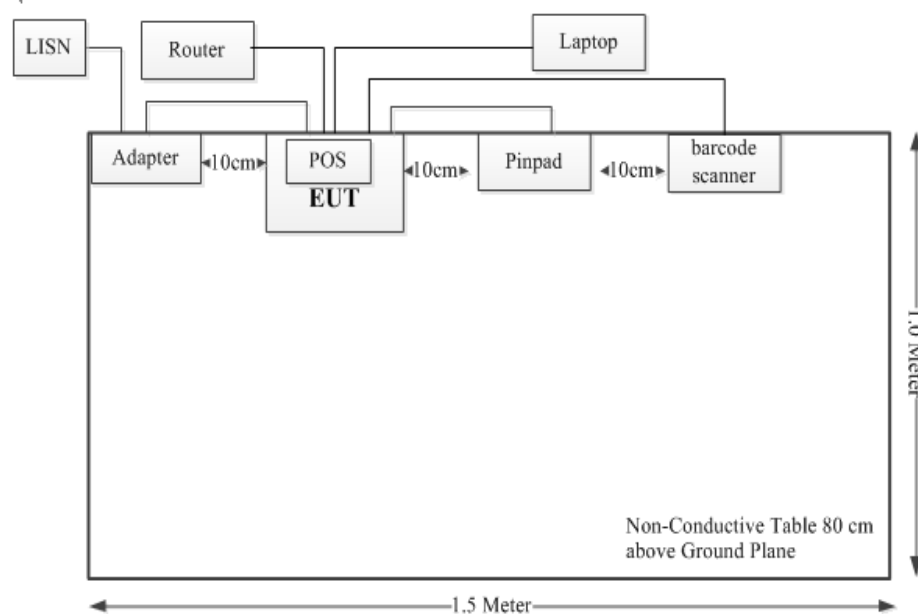 LISN
Router
Laptop
Adapter
10cm
POS
EUT
10cm
Pinpad
10cm
barcode
scanner
1.0 Meter
Non-Conductive Table 80 cm
above Ground Plane
1.5 Meter